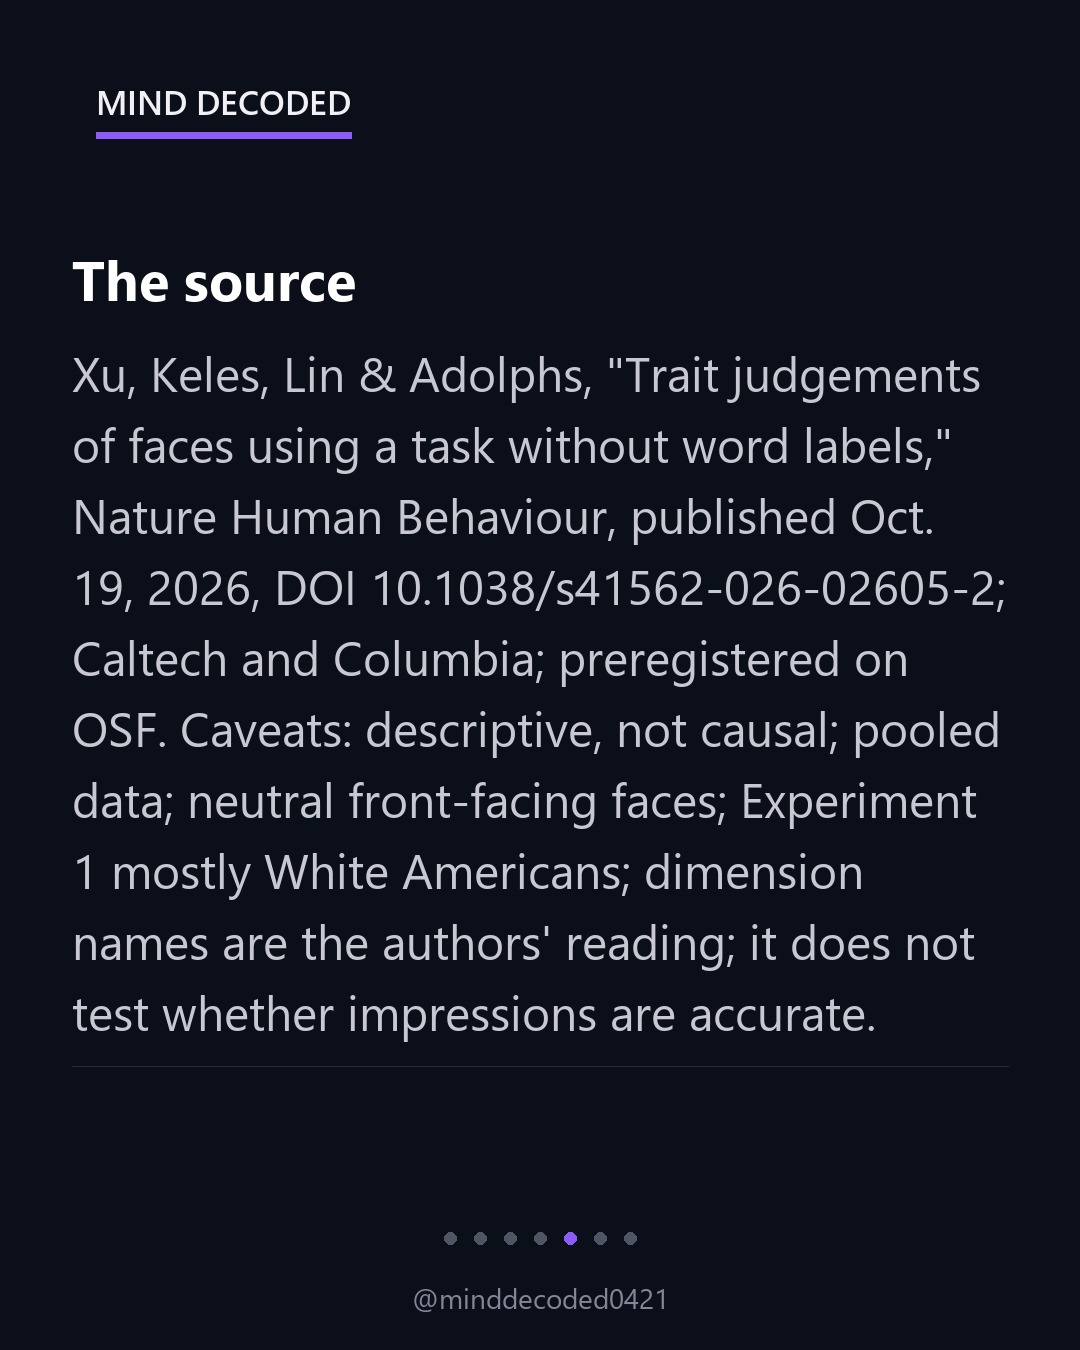 MIND DECODED
The source
Xu, Keles, Lin & Adolphs, "Trait judgements
of faces using a task without word labels,"
Nature Human Behaviour, published Oct.
19, 2026, DOI 10.1038/s41562-026-02605-2;
Caltech and Columbia; preregistered on
OSF. Caveats: descriptive, not causal; pooled
data; neutral front-facing faces; Experiment
1 mostly White Americans; dimension
names are the authors' reading; it does not
test whether impressions are accurate.
@minddecoded0421